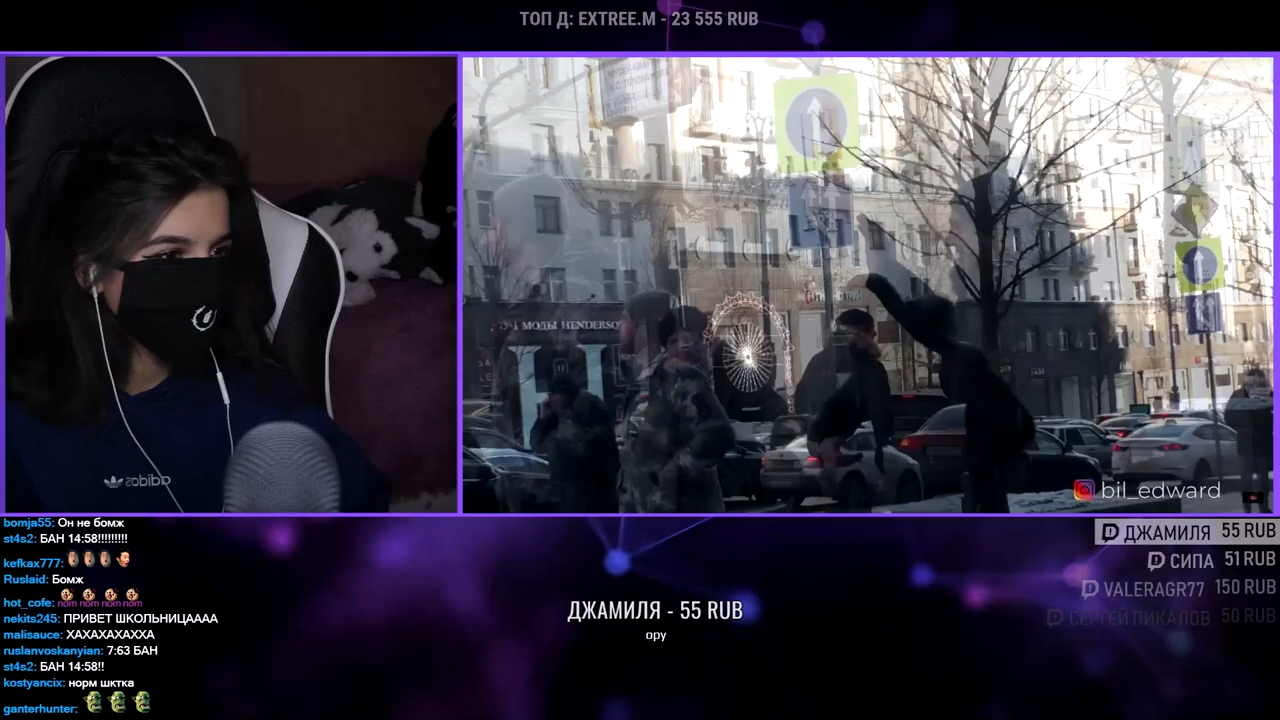 ТОП Д: EXTREE.M - 23 555 RUB
МОДЫ HENDERSON
bil_edward
adidas
bomja55: Он не бомж
st4s2: БАН 14:58!!!!!!!!!
kefkax777:
Ruslaid: Бомж
hot_cofe: nom nom nom nom
nekits245: ПРИВЕТ ШКОЛЬНИЦАААА
malisauce: ХАХАХАХАХХА
ruslanvoskanyian: 7:63 БАН
st4s2: БАН 14:58!!
kostyancix: норм шктка
ganterhunter:
ДЖАМИЛЯ - 55 RUB
ору
ДЖАМИЛЯ 55 RUB
СИПА 51 RUB
VALERAGR77 150 RUB
СЕРГЕЙ ПИКАЛОВ 50 RUB